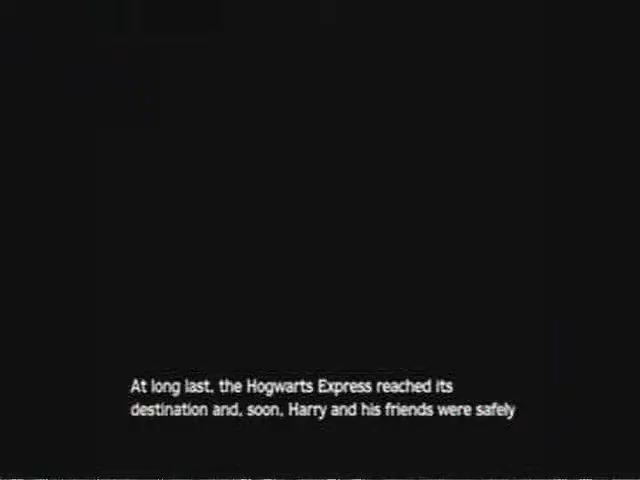 At long last, the Hogwarts Express reached its
destination and, soon, Harry and his friends were safely